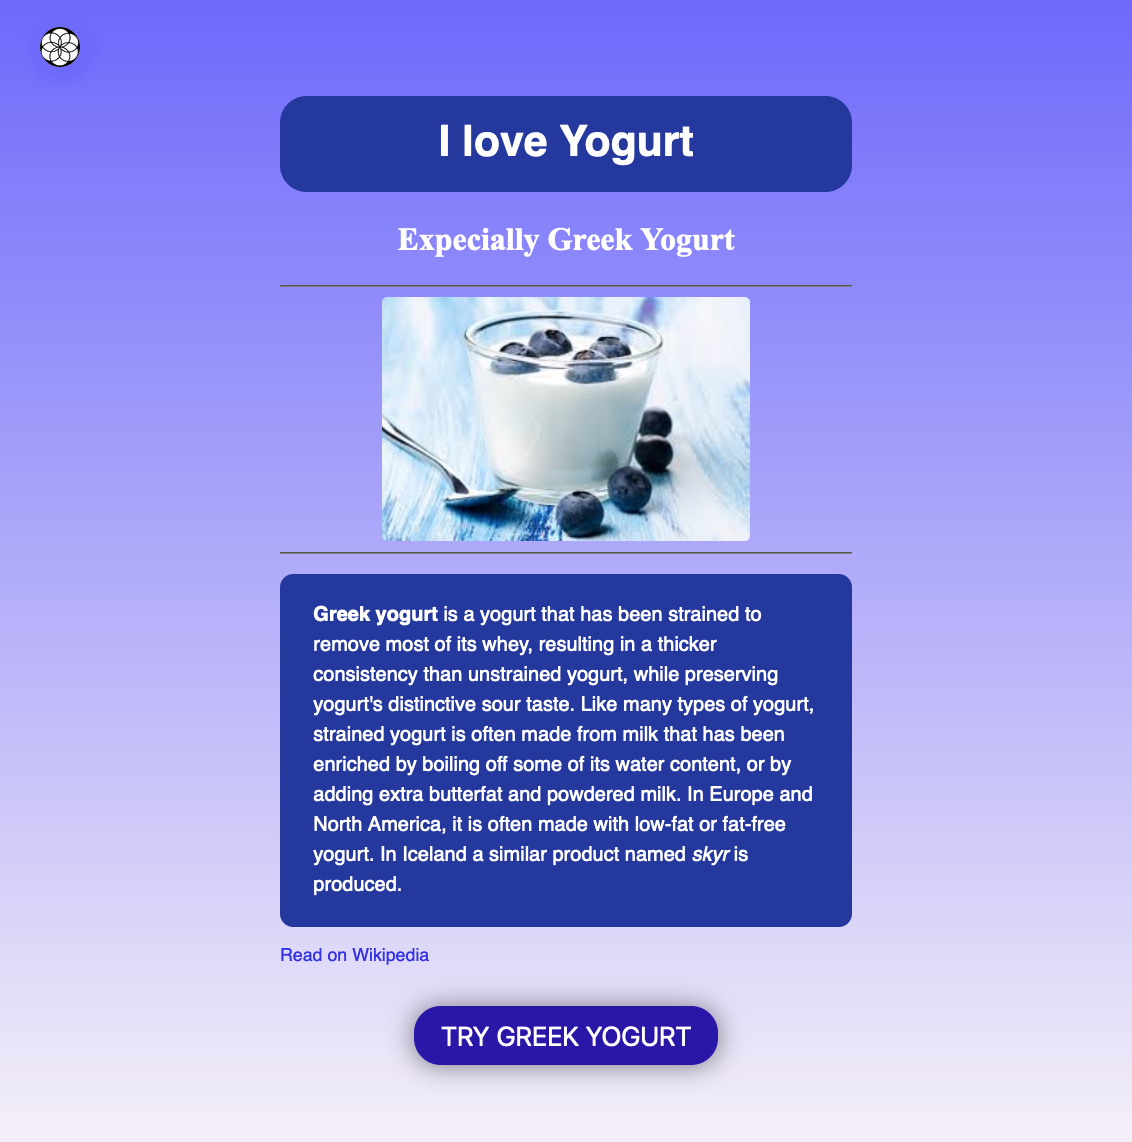 I love Yogurt
Expecially Greek Yogurt
Greek yogurt is a yogurt that has been strained to
remove most of its whey, resulting in a thicker
consistency than unstrained yogurt, while preserving
yogurt's distinctive sour taste. Like many types of yogurt,
strained yogurt is often made from milk that has been
enriched by boiling off some of its water content, or by
adding extra butterfat and powdered milk. In Europe and
North America, it is often made with low-fat or fat-free
yogurt. In Iceland a similar product named skyr is
produced.
Read on Wikipedia
TRY GREEK YOGURT